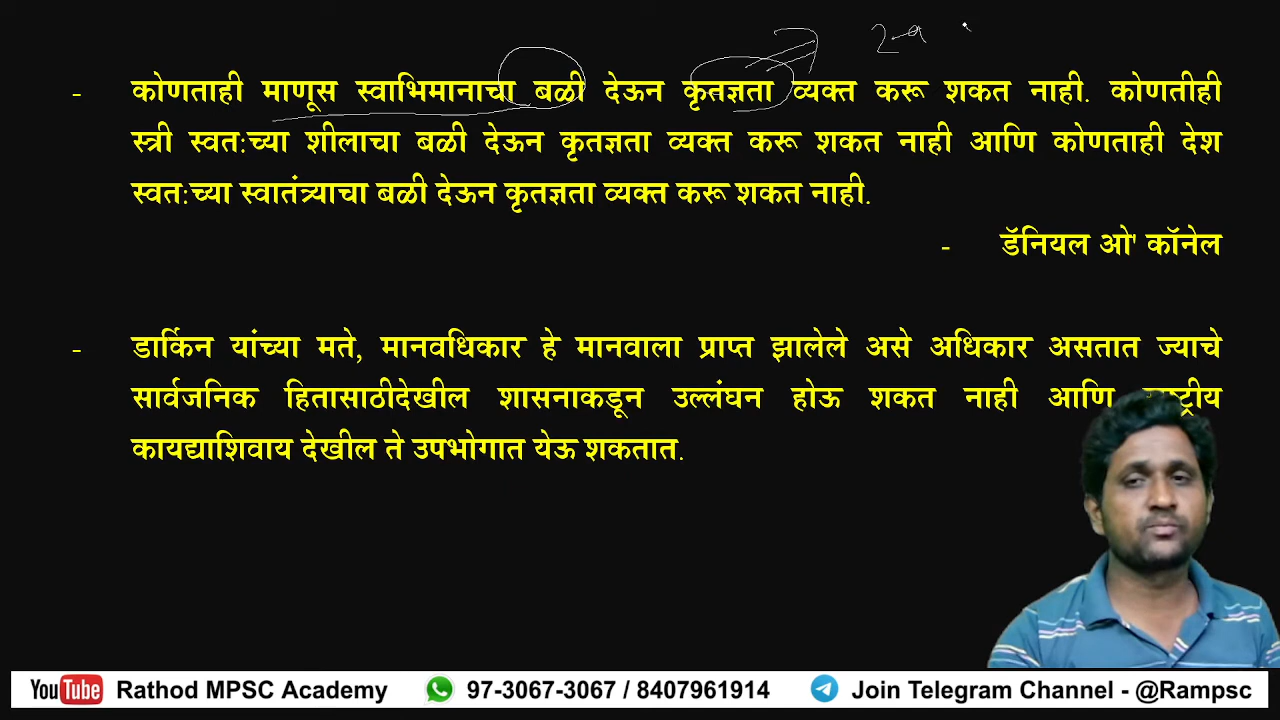 - कोणताही माणूस स्वाभिमानाचा बळी देऊन कृतज्ञता व्यक्त करू शकत नाही. कोणतीही
स्त्री स्वत:च्या शीलाचा बळी देऊन कृतज्ञता व्यक्त करू शकत नाही आणि कोणताही देश
स्वत:च्या स्वातंत्र्याचा बळी देऊन कृतज्ञता व्यक्त करू शकत नाही.
- डॅनियल ओ' कॉनेल
- डार्किन यांच्या मते, मानवधिकार हे मानवाला प्राप्त झालेले असे अधिकार असतात ज्याचे
सार्वजनिक हितासाठीदेखील शासनाकडून उल्लंघन होऊ शकत नाही आणि
कायद्याशिवाय देखील ते उपभोगात येऊ शकतात.
YouTube Rathod MPSC Academy 97-3067-3067 / 8407961914 Join Telegram Channel - @Rampsc